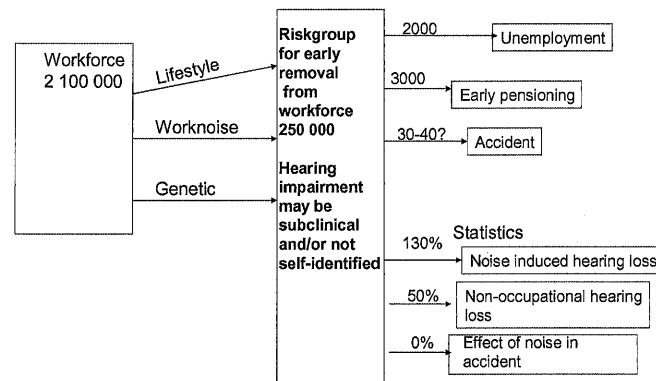 Workforce
2 100 000
Lifestyle
Worknoise
Genetic
Riskgroup
for early
removal
from
workforce
250 000
Hearing
impairment
may be
subclinical
and/or not
self-identified
2000
Unemployment
3000
Early pensioning
30-40?
Accident
Statistics
130%
Noise induced hearing loss
50%
Non-occupational hearing
loss
0%
Effect of noise in
accident